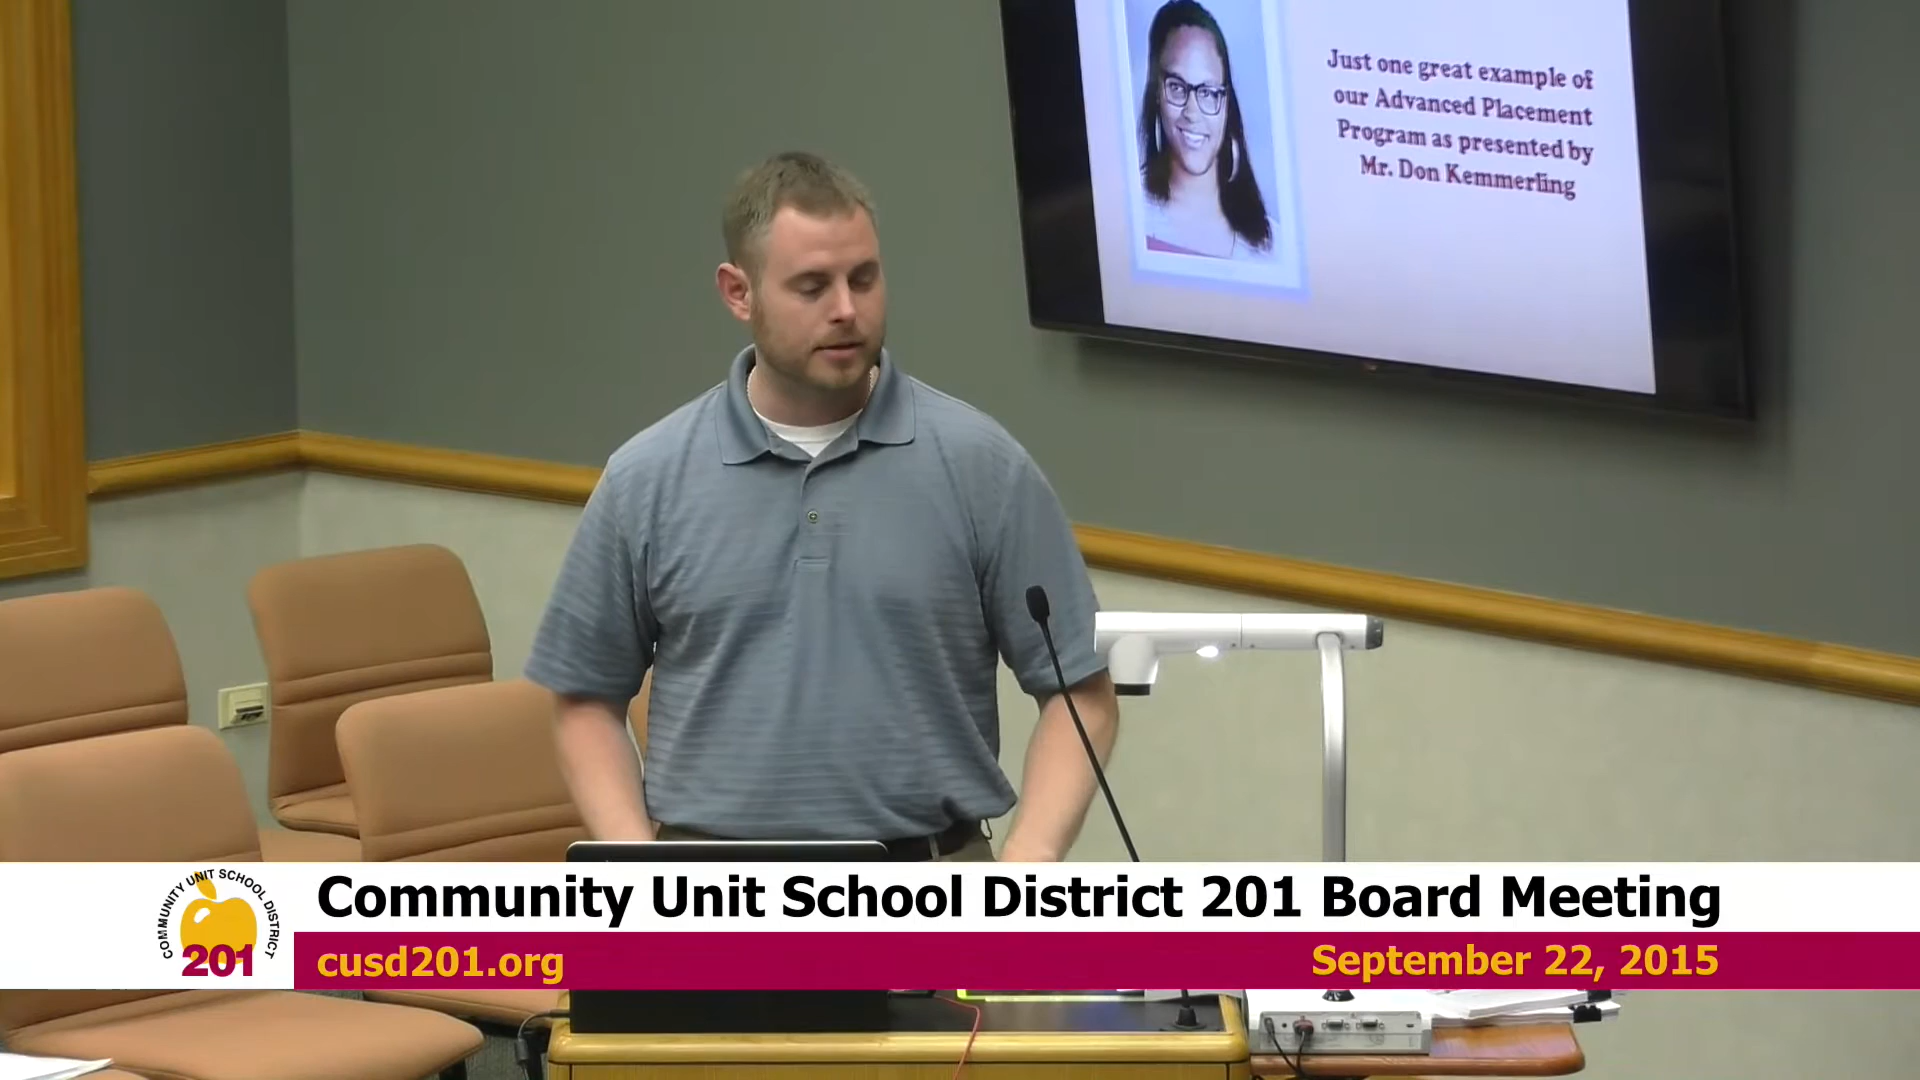 Just one great example of
our Advanced Placement
Program as presented by
Mr. Don Kemmerling
COMMUNITY UNIT SCHOOL DISTRICT
201
Community Unit School District 201 Board Meeting
cusd201.org
September 22, 2015